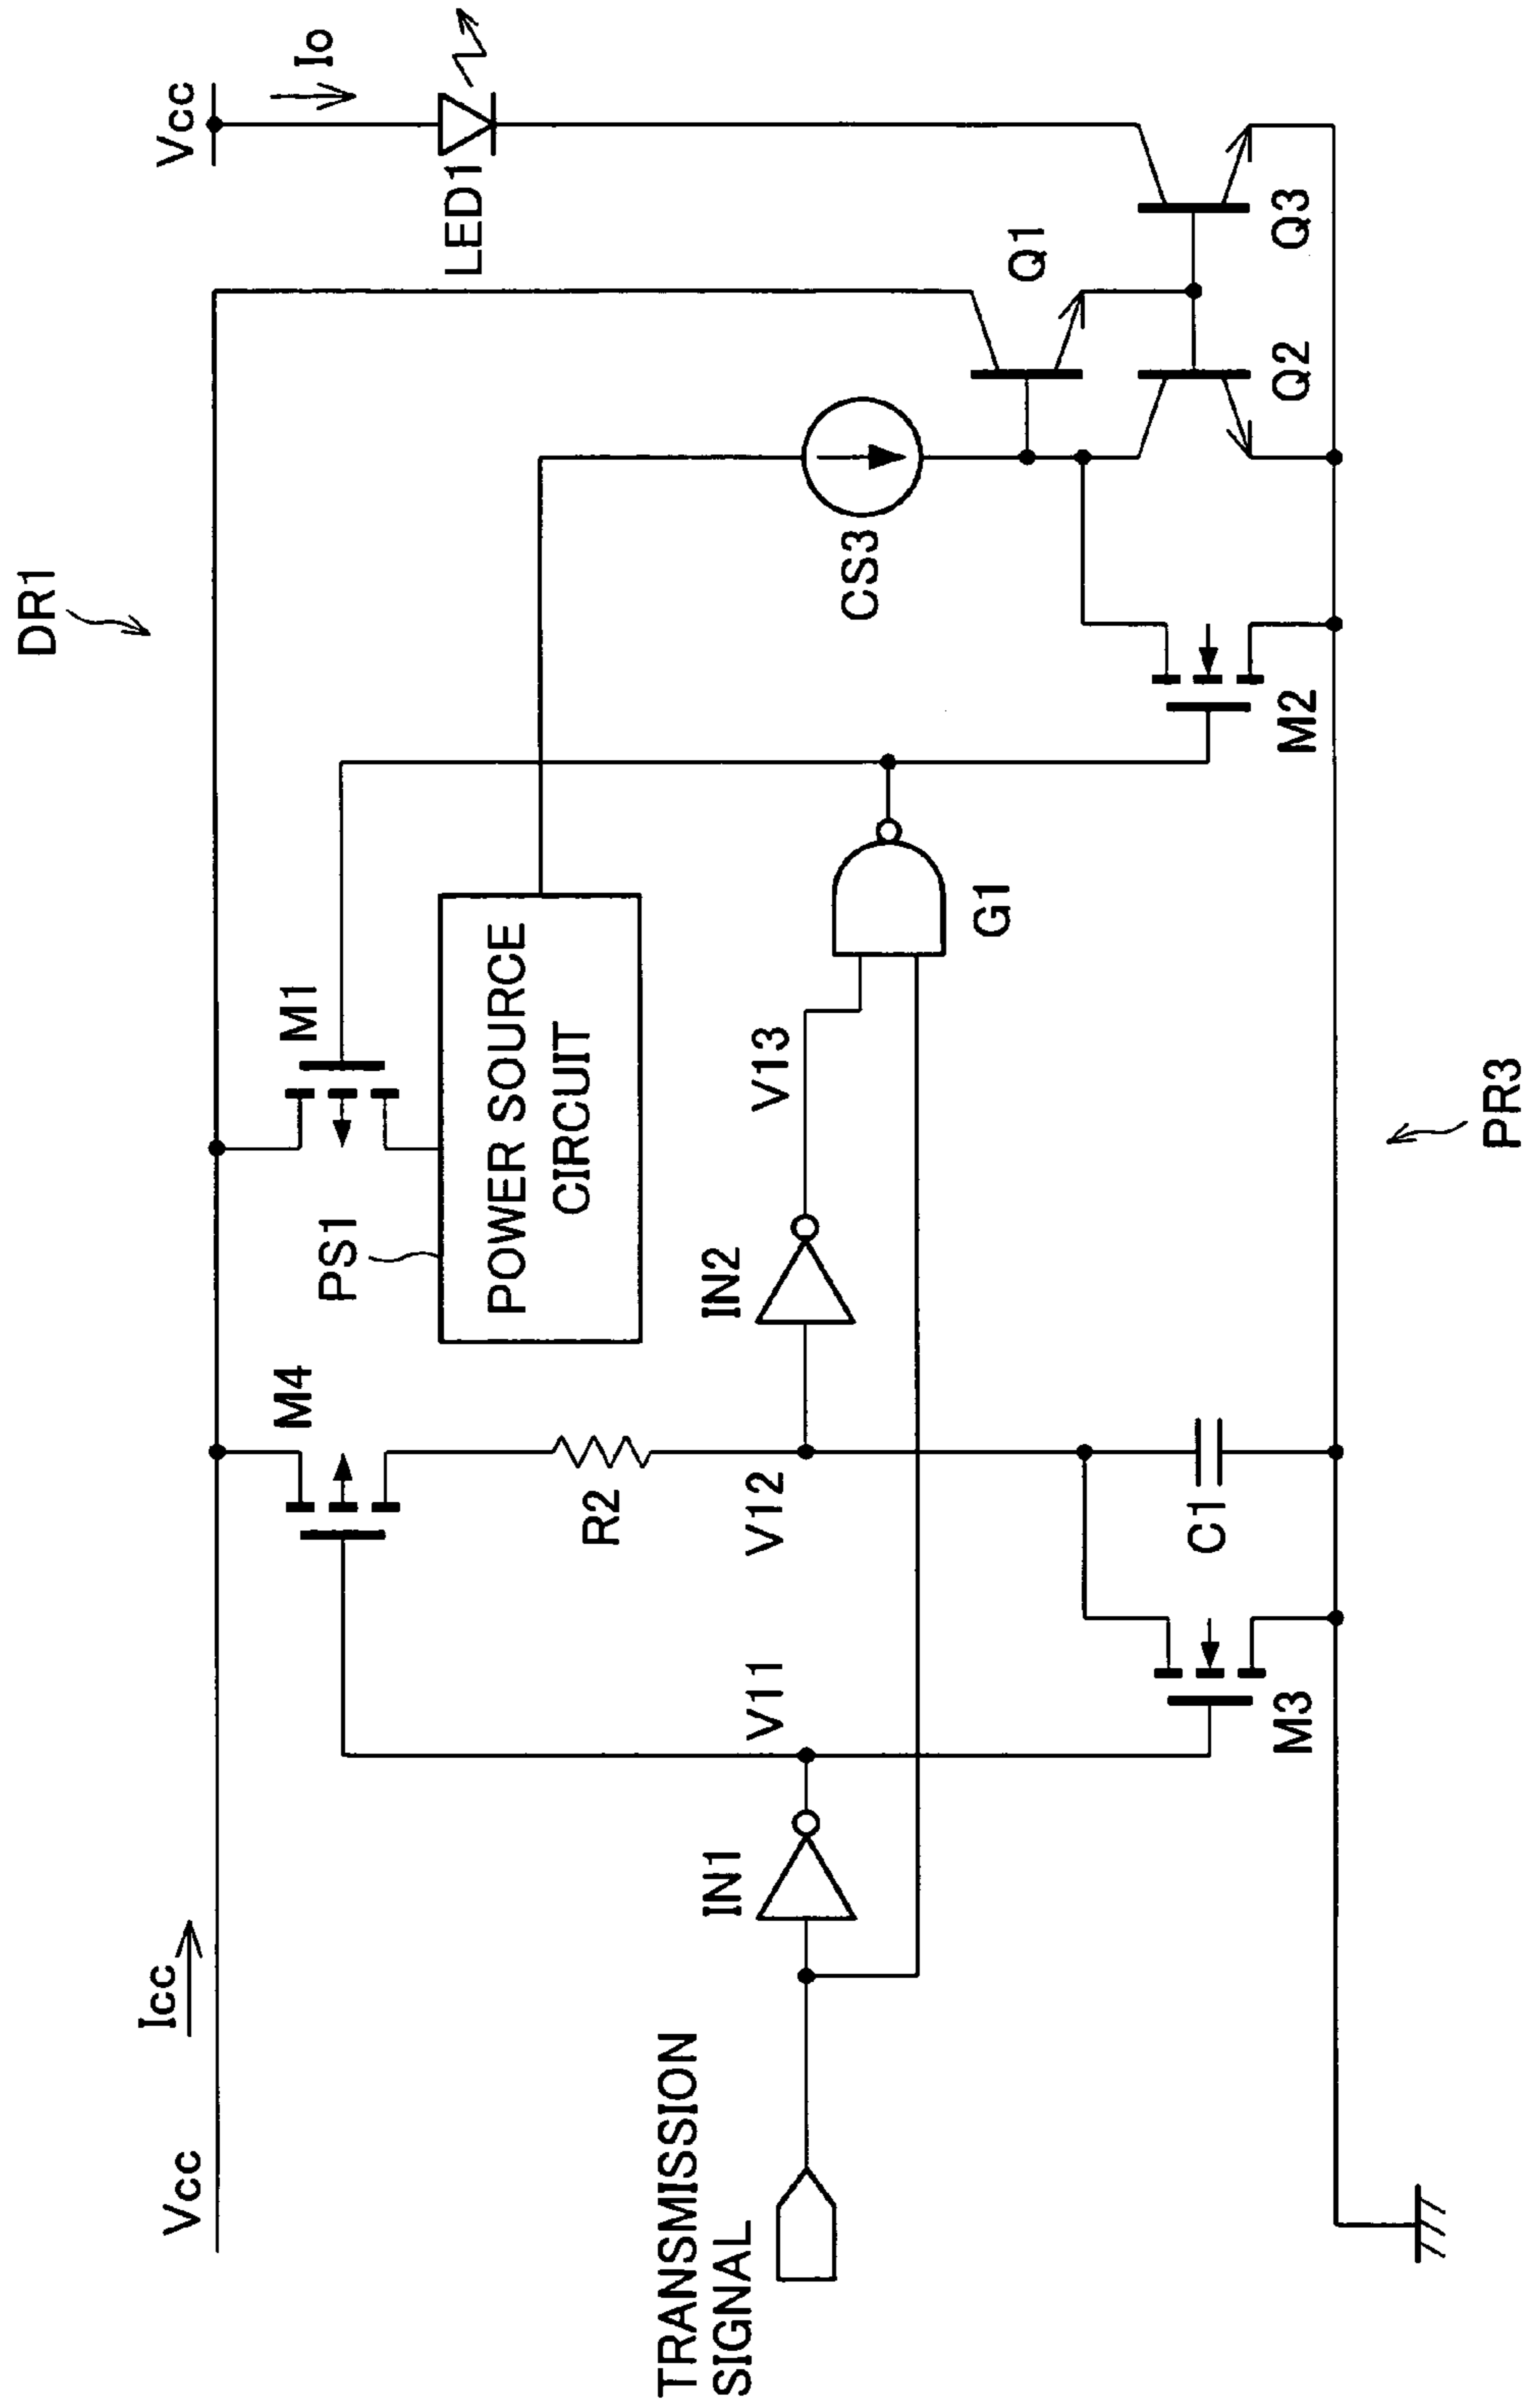 DR1
Vcc
Icc
Vcc
Io
M4
M1
PS1
POWER SOURCE
CIRCUIT
LED1
R2
CS3
Q1
TRANSMISSION
SIGNAL
IN1
V11
V12
IN2
V13
G1
M3
C1
M2
Q2
Q3
PR3